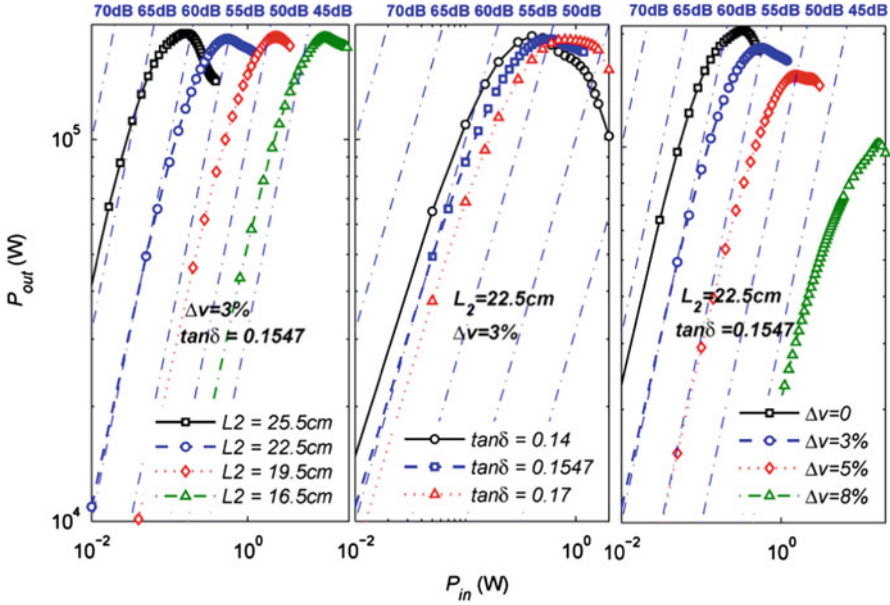 70dB 65dB 60dB 55dB 50dB 45dB
70dB 65dB 60dB 55dB 50dB
70dB 65dB 60dB 55dB 50dB 45dB
10^5
10^4
P_out (W)
Δv=3%
tanδ = 0.1547
L2 = 25.5cm
L2 = 22.5cm
L2 = 19.5cm
L2 = 16.5cm
L_2=22.5cm
Δv=3%
tanδ = 0.14
tanδ = 0.1547
tanδ = 0.17
L_2=22.5cm
tanδ=0.1547
Δv=0
Δv=3%
Δv=5%
Δv=8%
10^-2 10^0 10^-2 10^0 10^-2 10^0
P_in (W)